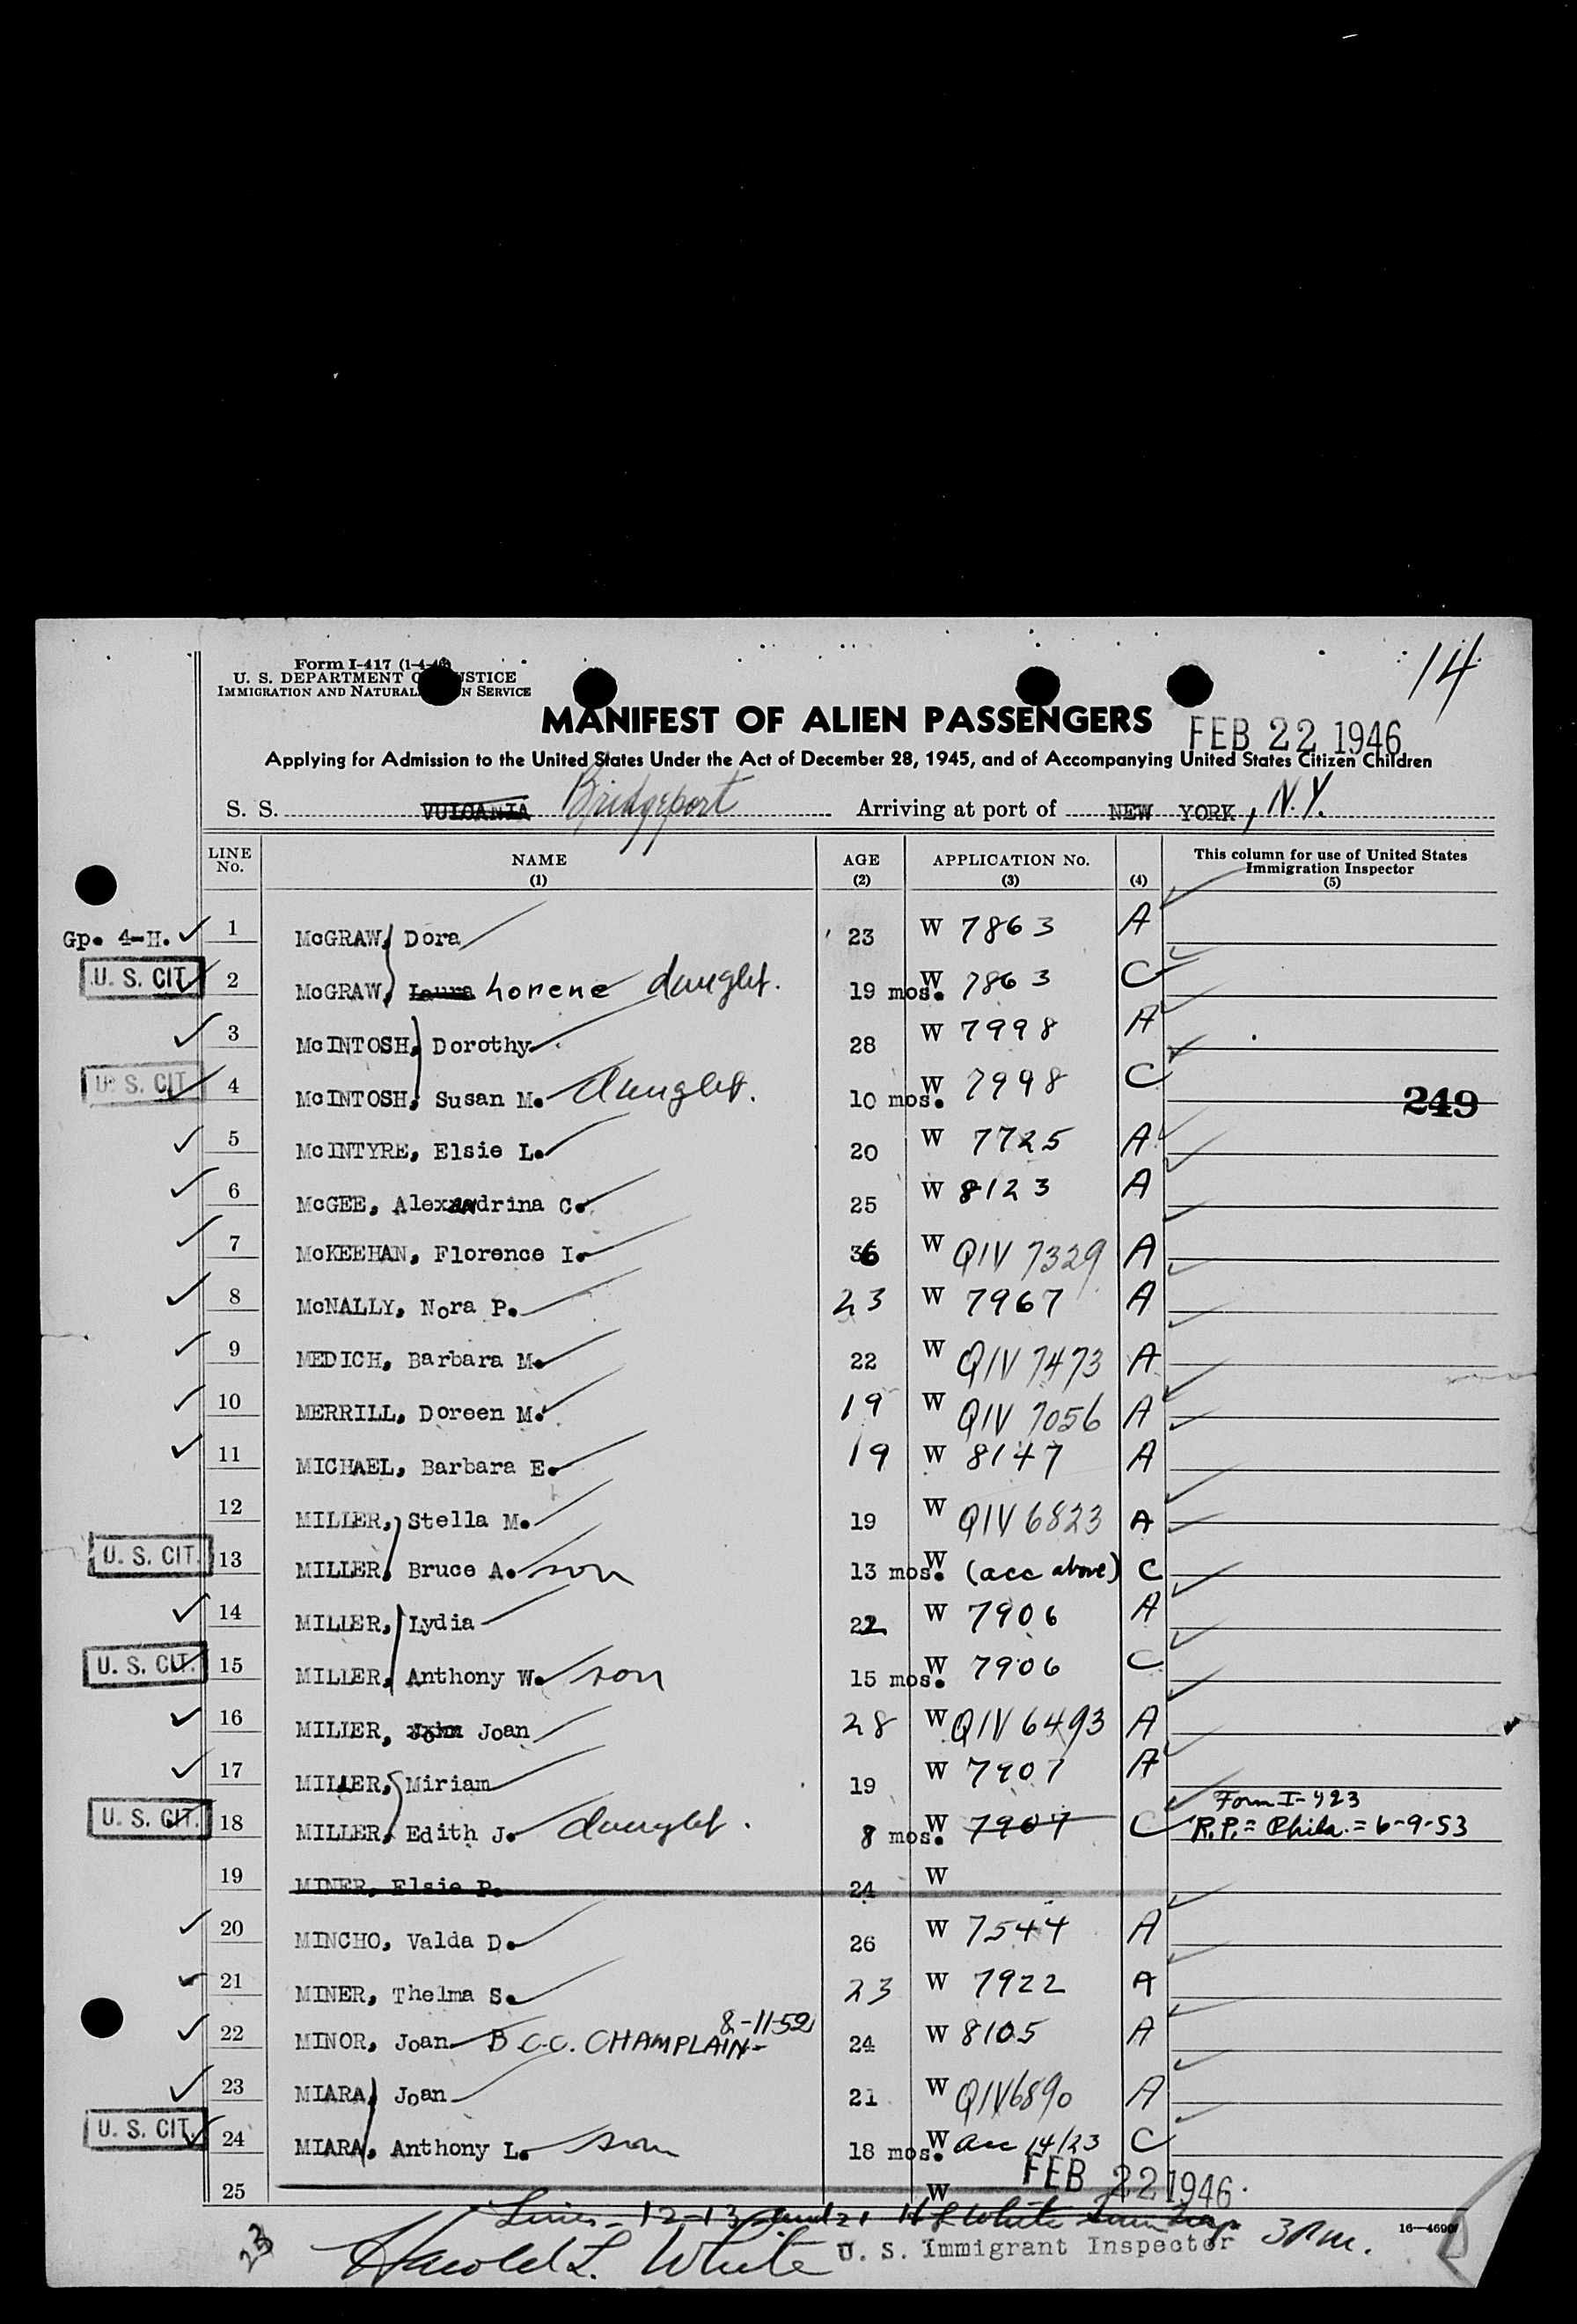 14
Form I-417
U. S. DEPARTMENT
IMMIGRATION AND SERVICE
MANIFEST OF ALIEN PASSENGERS
FEB 22 1946
Applying for Admission to the United States Under the Act of December 28, 1945, and of Accompanying United States Citizen Children
S. S. VULCANIA Bridgeport Arriving at port of NEW YORK, N.Y.
LINE No. NAME (1) AGE (2) APPLICATION No. (3) (4) This column for use of United States Immigration Inspector (5)
Gp. 4-H. 1 McGRAW, Dora 23 W 7863 A
U. S. CIT. 2 McGRAW, Laura Lorene daught. 19 mos. W 7863 C
3 McINTOSH, Dorothy 28 W 7998 A
U. S. CIT. 4 McINTOSH, Susan M. daught. 10 mos. W 7998 C
249
5 McINTYRE, Elsie L. 20 W 7725 A
6 McGEE, Alexandrina C. 25 W 8123 A
7 McKEEHAN, Florence I. 36 W QIV 7329 A
8 McNALLY, Nora P. 23 W 7967 A
9 MEDICH, Barbara M. 22 W QIV 7473 A
10 MERRILL, Doreen M. 19 W QIV 7056 A
11 MICHAEL, Barbara E. 19 W 8147 A
12 MILLER, Stella M. 19 W QIV 6823 A
U. S. CIT. 13 MILLER, Bruce A. son 13 mos. W (acc above) C
14 MILLER, Lydia 22 W 7906 A
U. S. CIT. 15 MILLER, Anthony W. son 15 mos. W 7906 C
16 MILLER, John Joan 28 W QIV 6493 A
17 MILLER, Miriam 19 W 7907 A
U. S. CIT. 18 MILLER, Edith J. daught. 8 mos. W 7907 C Form I-423
R.P. = Phila. = 6-9-53
19 MINER, Elsie P. 24 W
20 MINCHO, Valda D. 26 W 7544 A
21 MINER, Thelma S. 23 W 7922 A
22 MINOR, Joan B C.C. CHAMPLAIN- 8-11-52 24 W 8105 A
23 MIARA, Joan 21 W QIV 6890 A
U. S. CIT. 24 MIARA, Anthony L. son 18 mos. W acc 14/23 C
25 W FEB 22 1946
Lines - 12-13 and 21 White
16—4690
23 Harold L. White U. S. Immigrant Inspector 3 P.m.